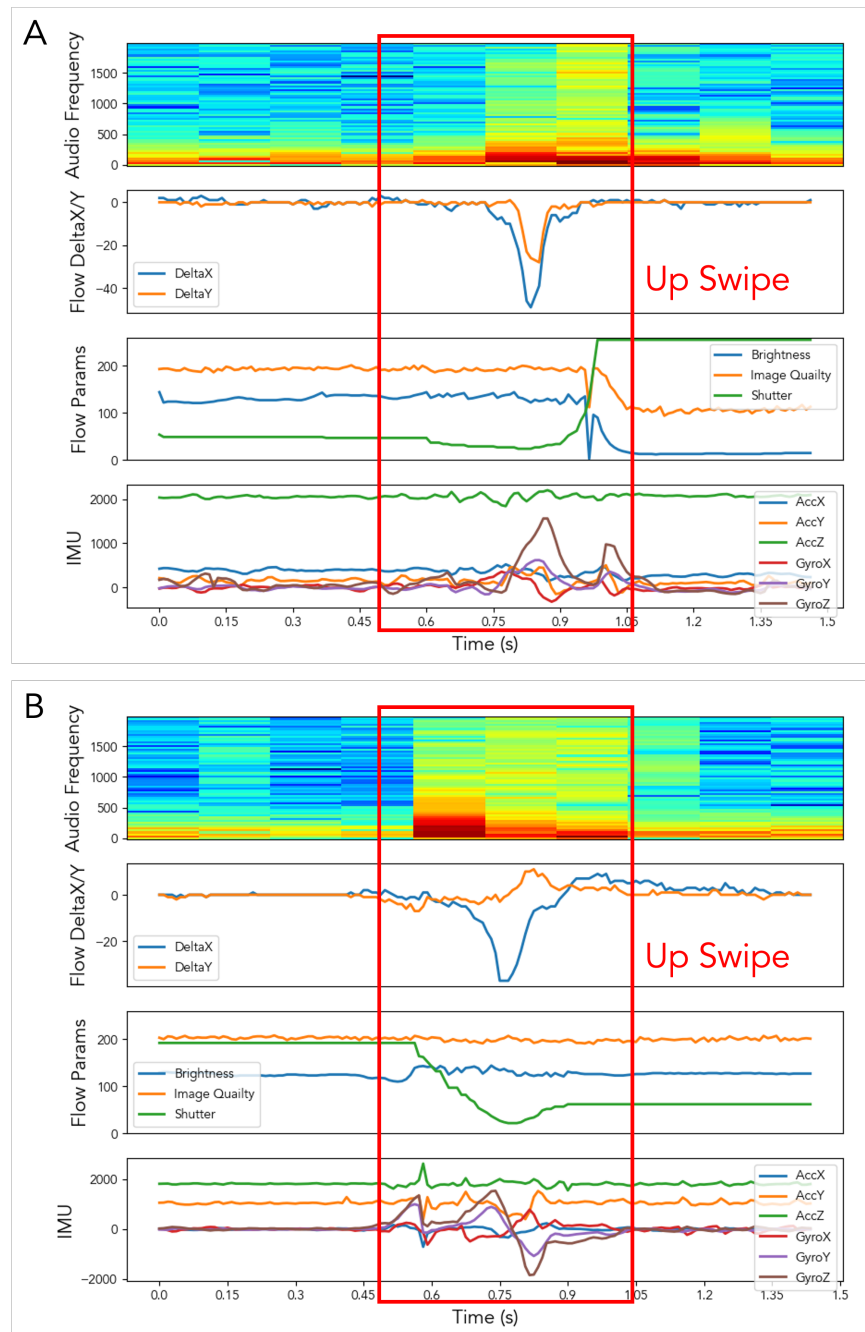 A
Audio Frequency
1500
1000
500
0
Flow DeltaX/Y
0
−20
−40
DeltaX
DeltaY
Up Swipe
Flow Params
200
100
0
Brightness
Image Quailty
Shutter
IMU
2000
1000
0
AccX
AccY
AccZ
GyroX
GyroY
GyroZ
0.0 0.15 0.3 0.45 0.6 0.75 0.9 1.05 1.2 1.35 1.5
Time (s)
B
Audio Frequency
1500
1000
500
0
Flow DeltaX/Y
0
−20
DeltaX
DeltaY
Up Swipe
Flow Params
200
100
0
Brightness
Image Quailty
Shutter
IMU
2000
0
−2000
AccX
AccY
AccZ
GyroX
GyroY
GyroZ
0.0 0.15 0.3 0.45 0.6 0.75 0.9 1.05 1.2 1.35 1.5
Time (s)